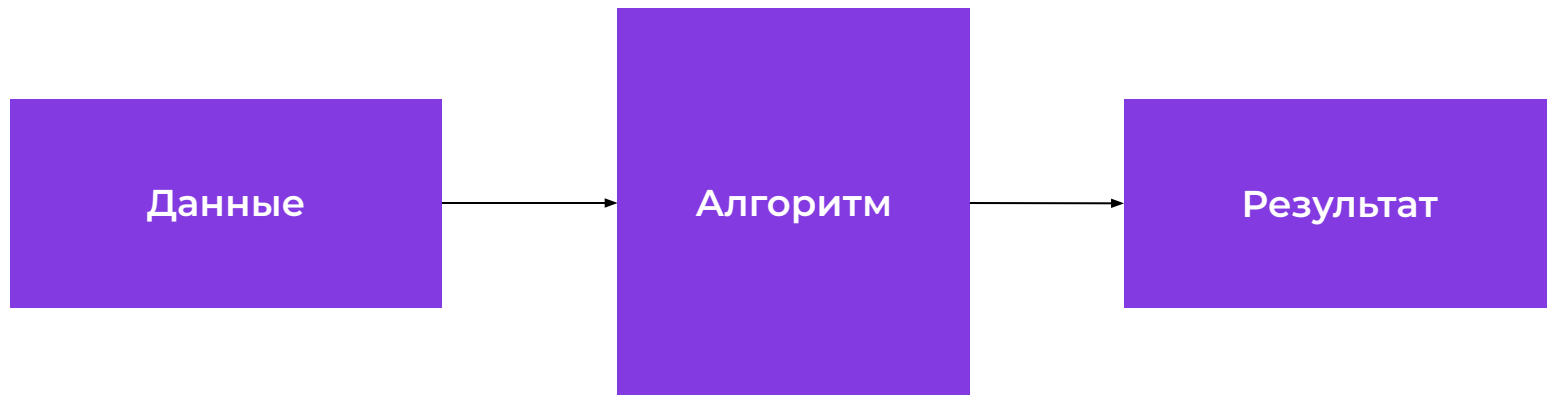 Данные
Алгоритм
Результат